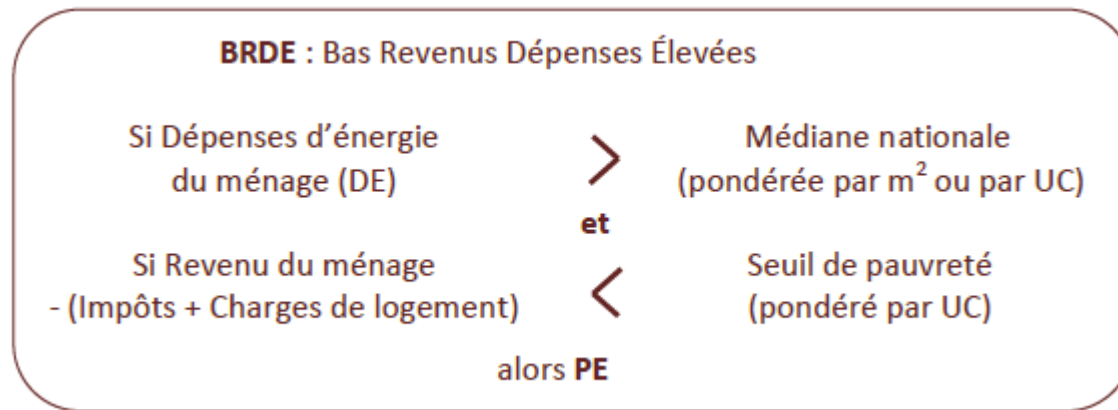 BRDE : Bas Revenus Dépenses Élevées
Si Dépenses d’énergie
du ménage (DE)
>
Médiane nationale
(pondérée par m² ou par UC)
et
Si Revenu du ménage
- (Impôts + Charges de logement)
<
Seuil de pauvreté
(pondéré par UC)
alors PE